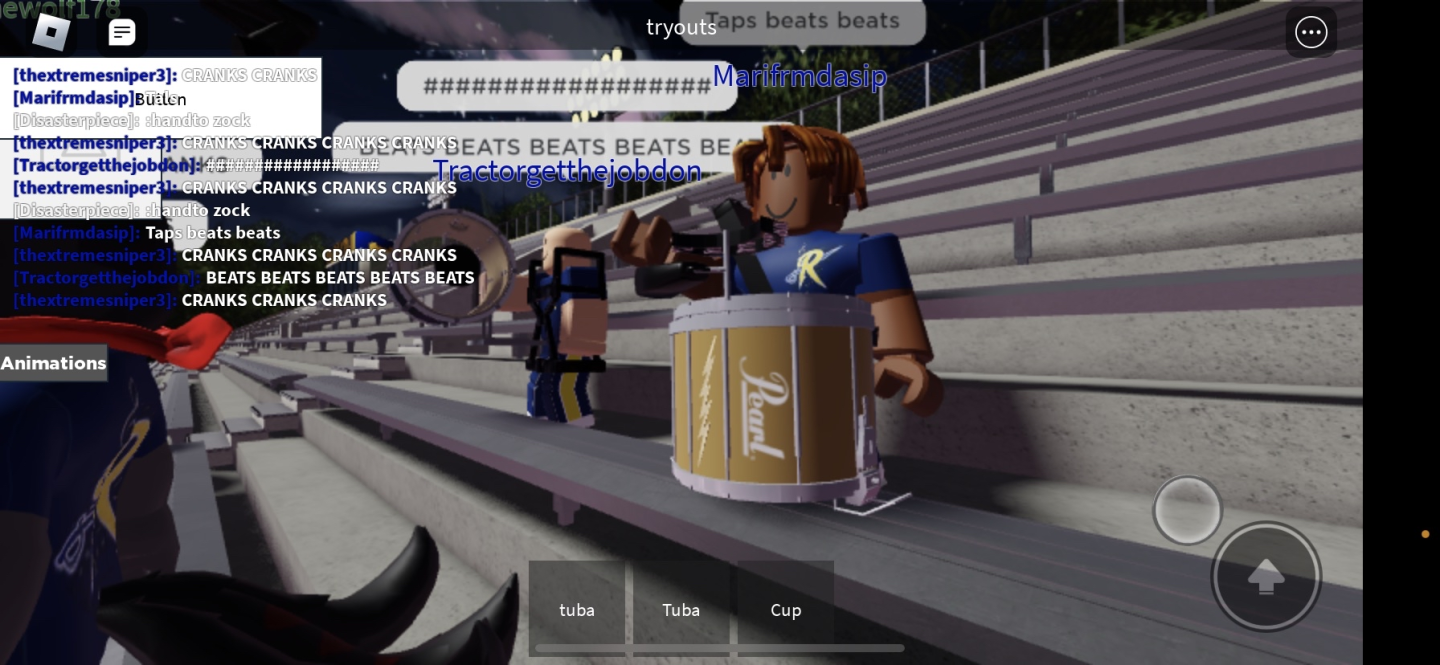 ewolf178
tryouts
Taps beats beats
[thextremesniper3]: CRANKS CRANKS
##################
Marifrmdasip
[Marifrmdasip]:
Button
[Disasterpiece]: :handto zock
[thextremesniper3]: CRANKS CRANKS CRANKS CRANKS
BEATS BEATS BEATS BEATS BEA
[Tractorgetthejobdon]: ##################
Tractorgetthejobdon
[thextremesniper3]: CRANKS CRANKS CRANKS CRANKS
[Disasterpiece]: :handto zock
[Marifrmdasip]: Taps beats beats
[thextremesniper3]: CRANKS CRANKS CRANKS CRANKS
[Tractorgetthejobdon]: BEATS BEATS BEATS BEATS BEATS
[thextremesniper3]: CRANKS CRANKS CRANKS
R
Animations
Pearl
tuba
Tuba
Cup